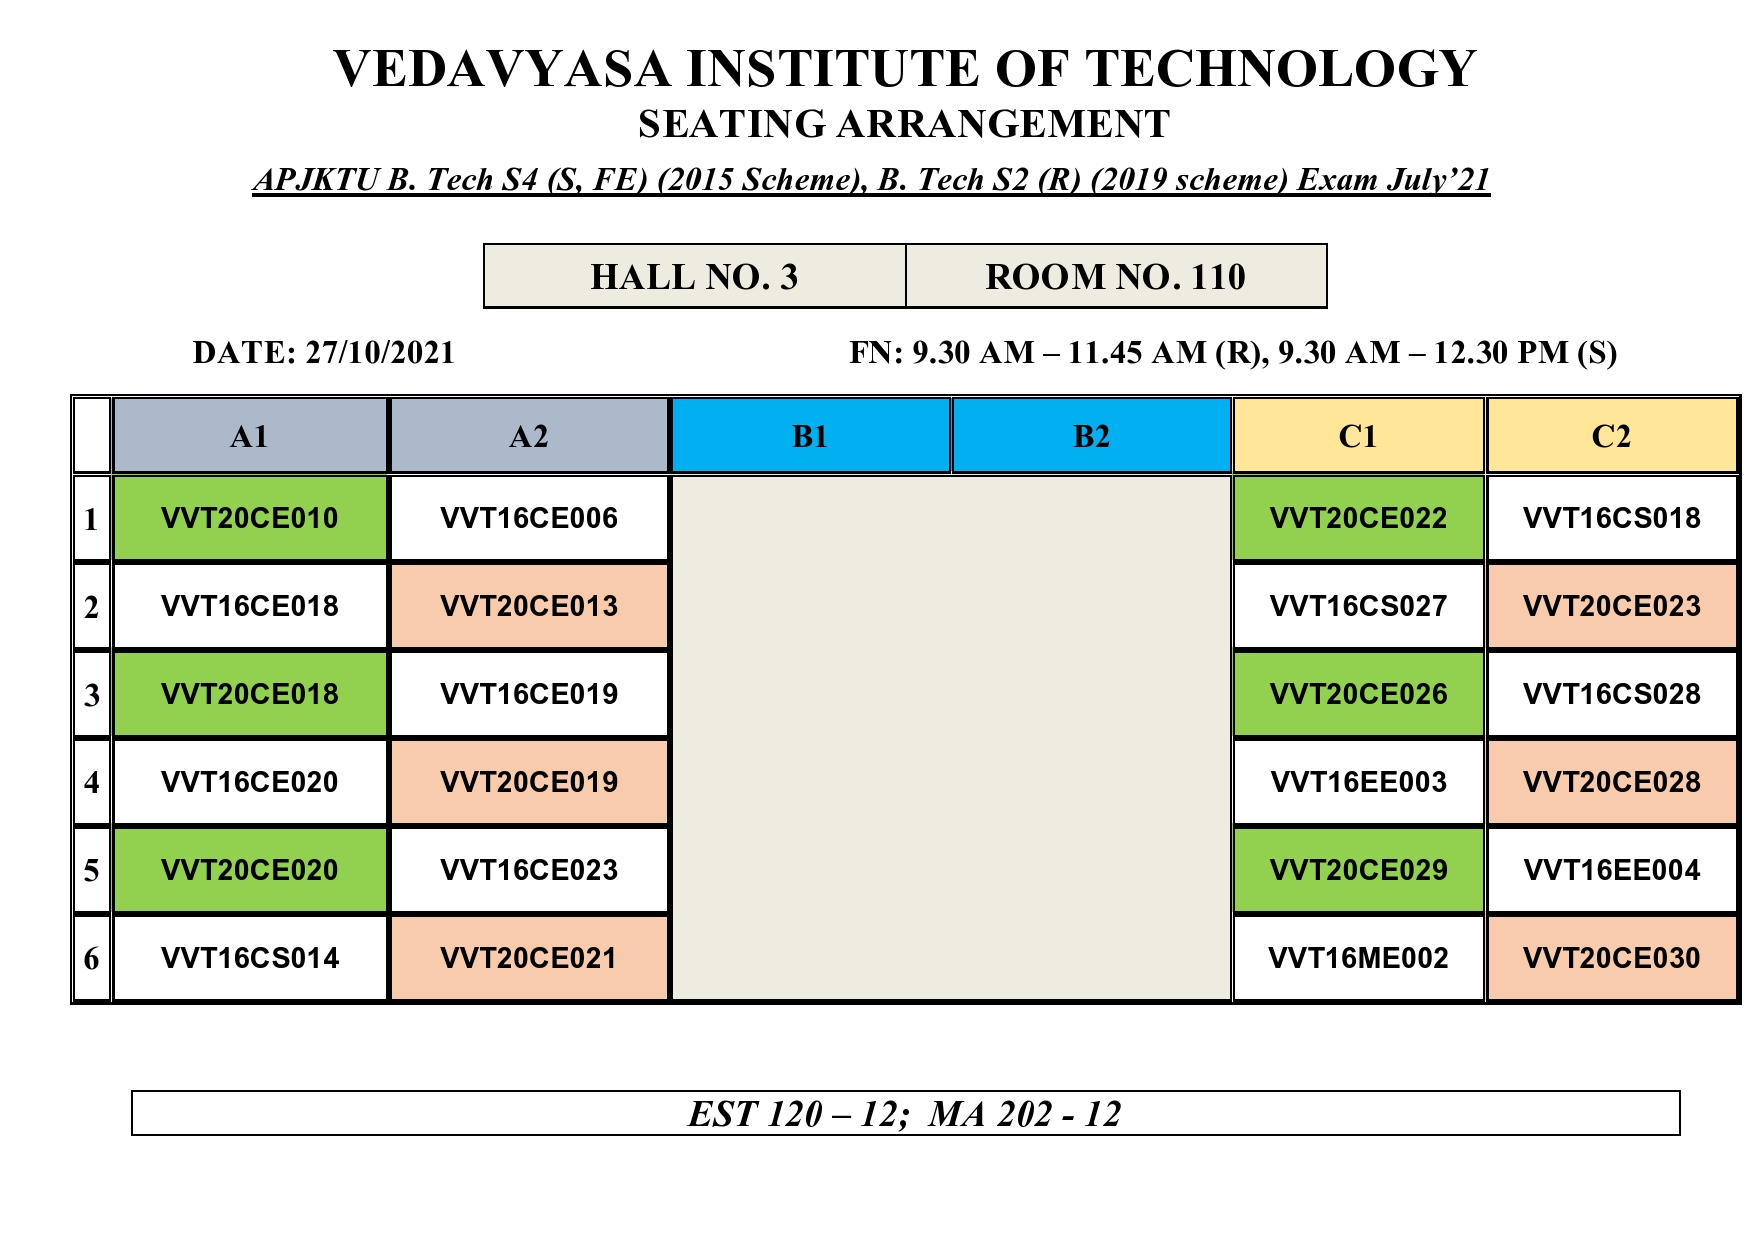 VEDAVYASA INSTITUTE OF TECHNOLOGY
SEATING ARRANGEMENT
APJKTU B. Tech S4 (S, FE) (2015 Scheme), B. Tech S2 (R) (2019 scheme) Exam July’21
HALL NO. 3 ROOM NO. 110
DATE: 27/10/2021 FN: 9.30 AM – 11.45 AM (R), 9.30 AM – 12.30 PM (S)
A1 A2 B1 B2 C1 C2
1 VVT20CE010 VVT16CE006 VVT20CE022 VVT16CS018
2 VVT16CE018 VVT20CE013 VVT16CS027 VVT20CE023
3 VVT20CE018 VVT16CE019 VVT20CE026 VVT16CS028
4 VVT16CE020 VVT20CE019 VVT16EE003 VVT20CE028
5 VVT20CE020 VVT16CE023 VVT20CE029 VVT16EE004
6 VVT16CS014 VVT20CE021 VVT16ME002 VVT20CE030
EST 120 – 12; MA 202 - 12